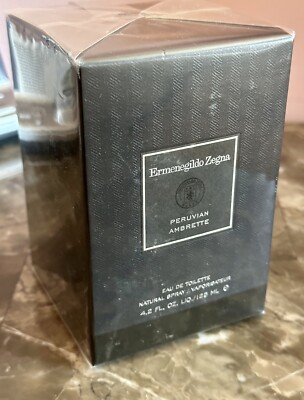 Ermenegildo Zegna
PERUVIAN
AMBRETTE
EAU DE TOILETTE
NATURAL SPRAY / VAPORISATEUR
4,2 FL. OZ. LIQ/125 ML ℮